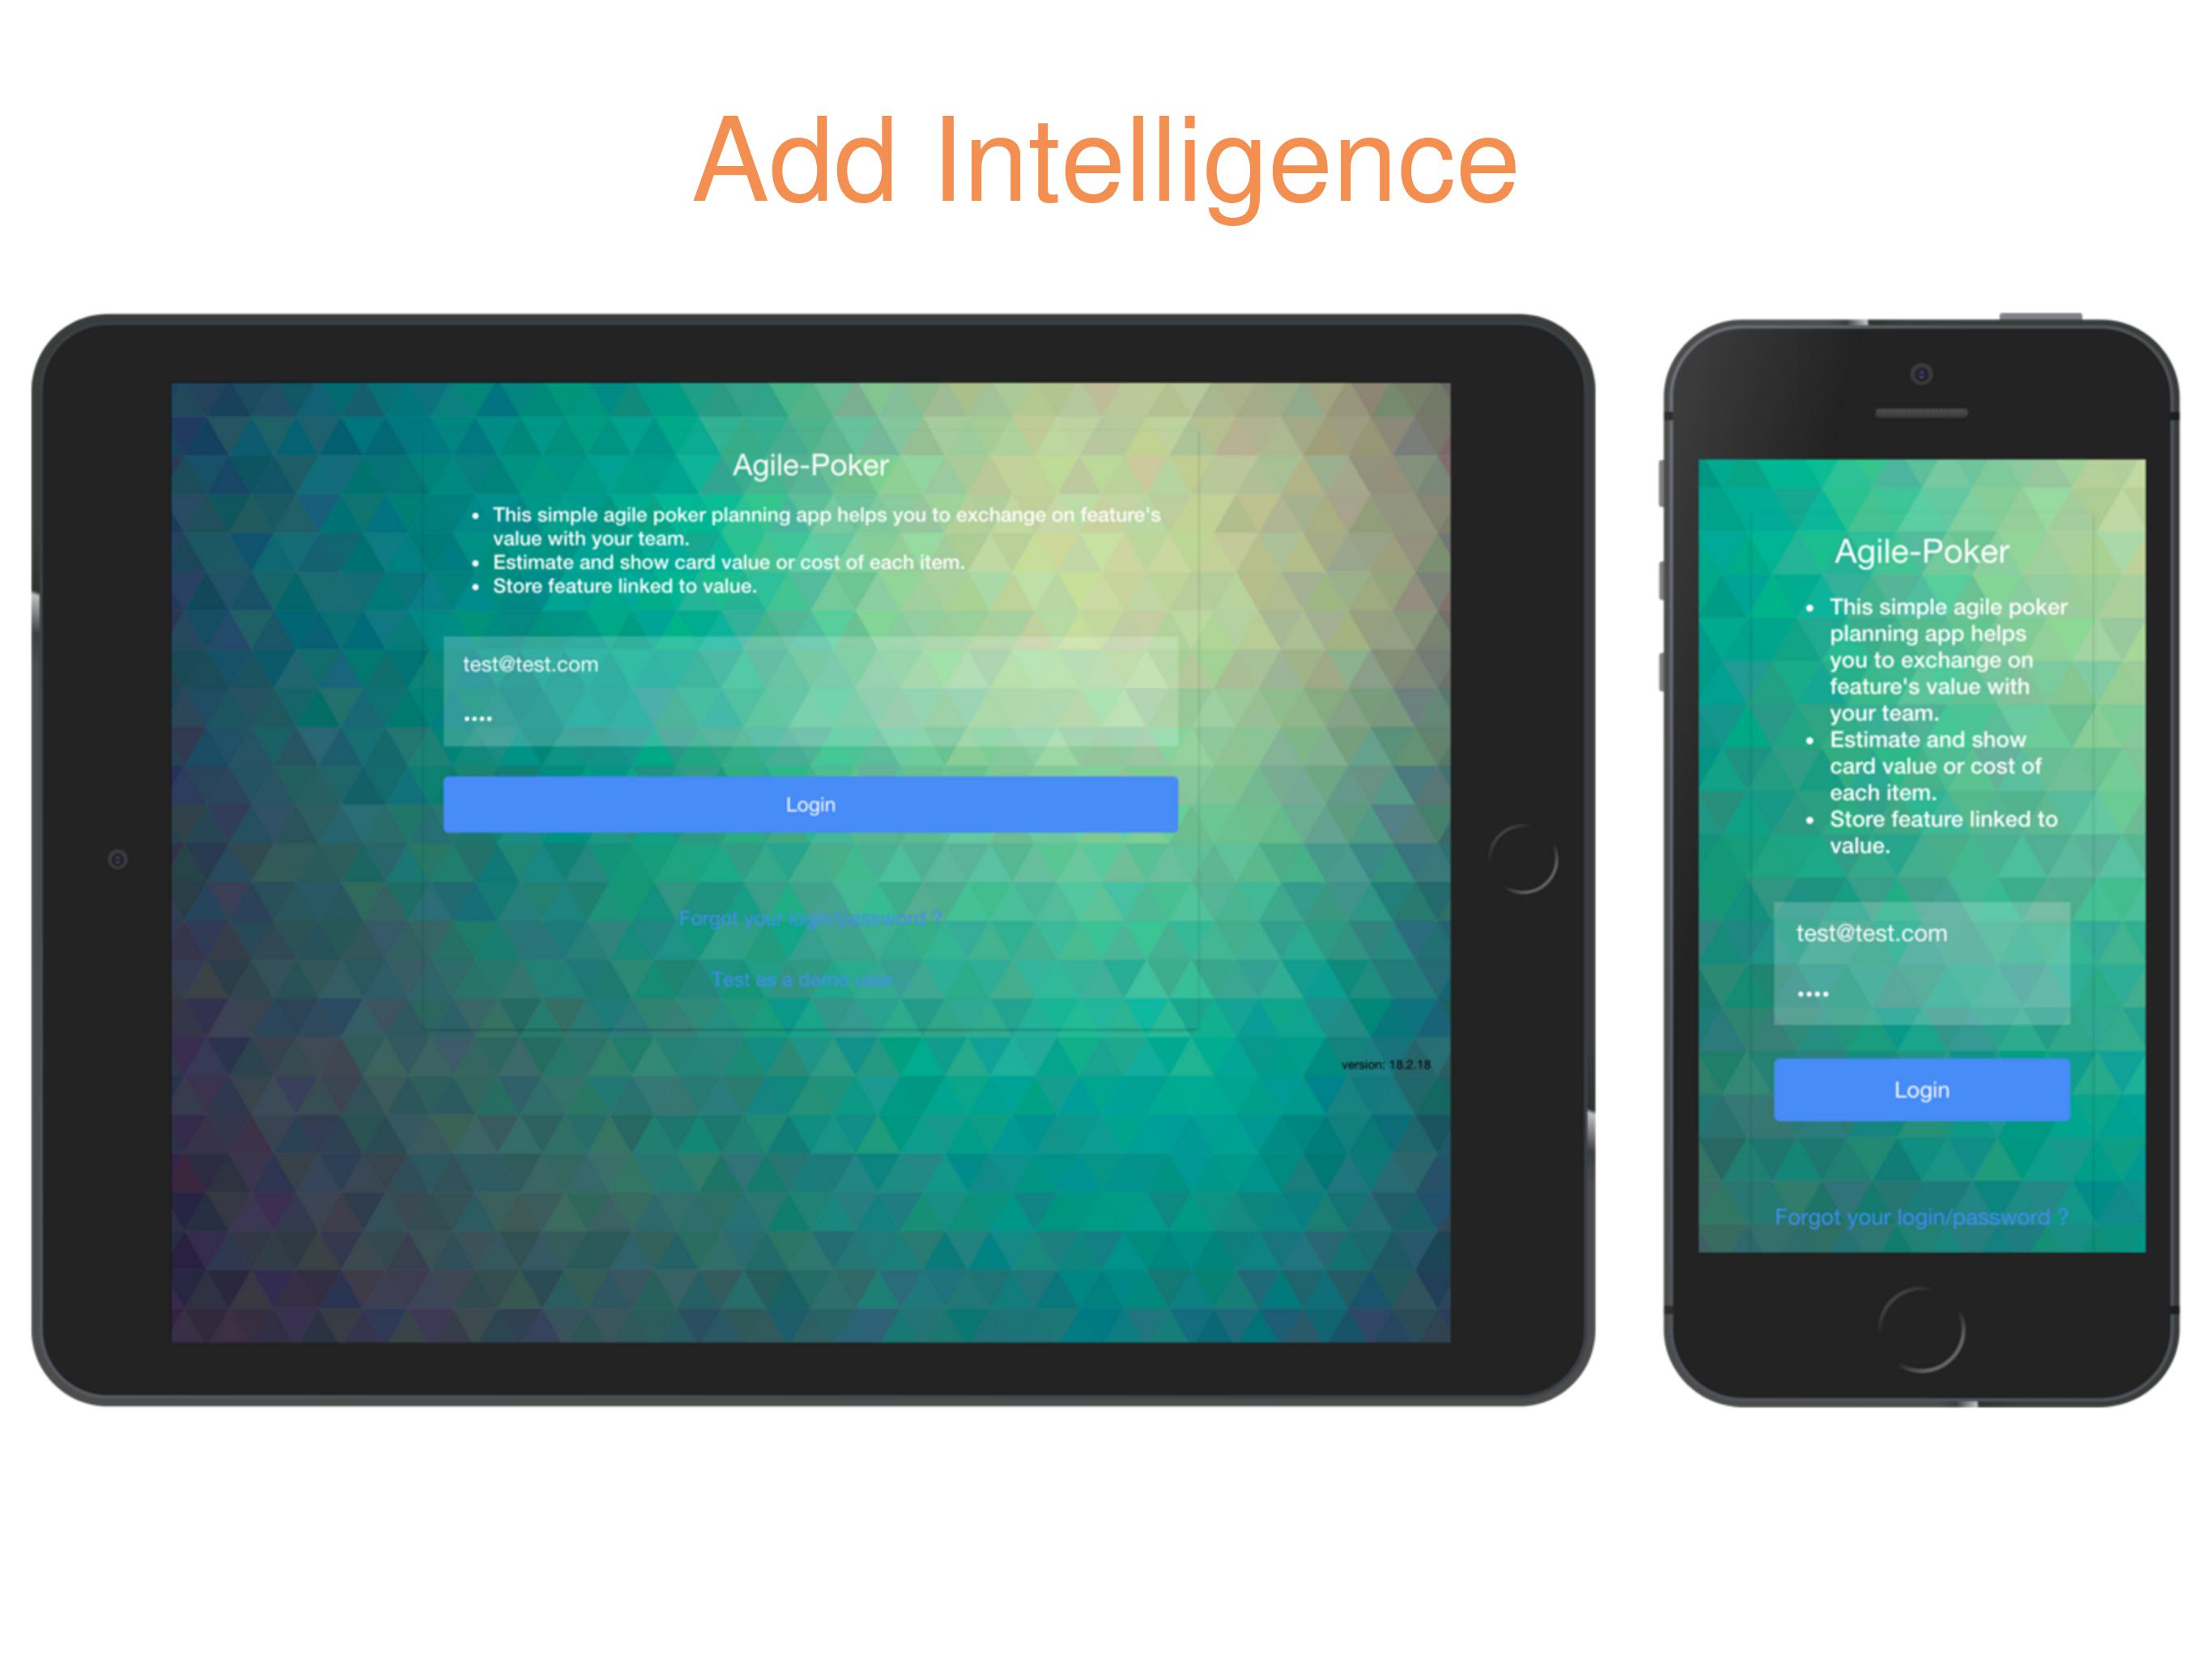 Add Intelligence
Agile-Poker
• This simple agile poker planning app helps you to exchange on feature's
value with your team.
• Estimate and show card value or cost of each item.
• Store feature linked to value.
test@test.com
••••
Login
Forgot your login/password ?
Test as a demo user...
version: 18.2.18
Agile-Poker
• This simple agile poker
planning app helps
you to exchange on
feature's value with
your team.
• Estimate and show
card value or cost of
each item.
• Store feature linked to
value.
test@test.com
••••
Login
Forgot your login/password ?